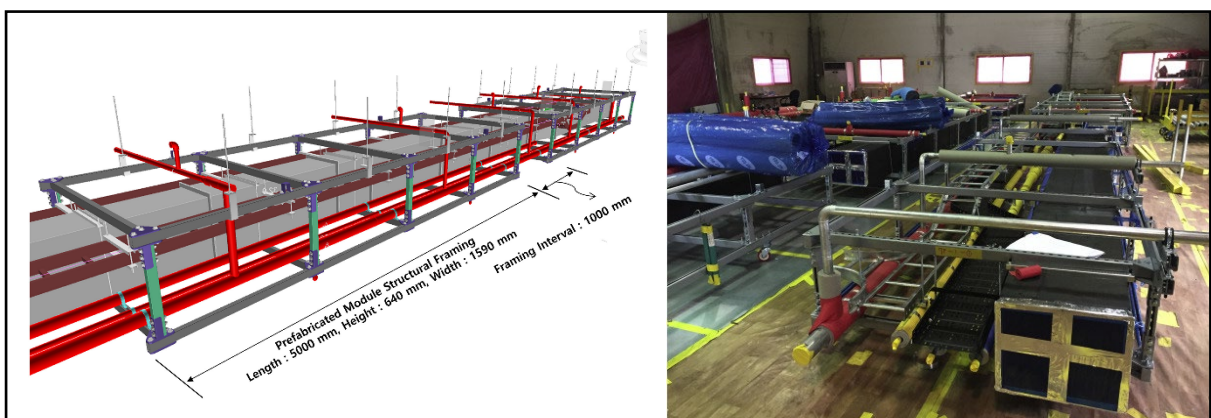 Prefabricated Module Structural Framing
Length : 5000 mm, Height : 640 mm, Width : 1590 mm
Framing Interval : 1000 mm